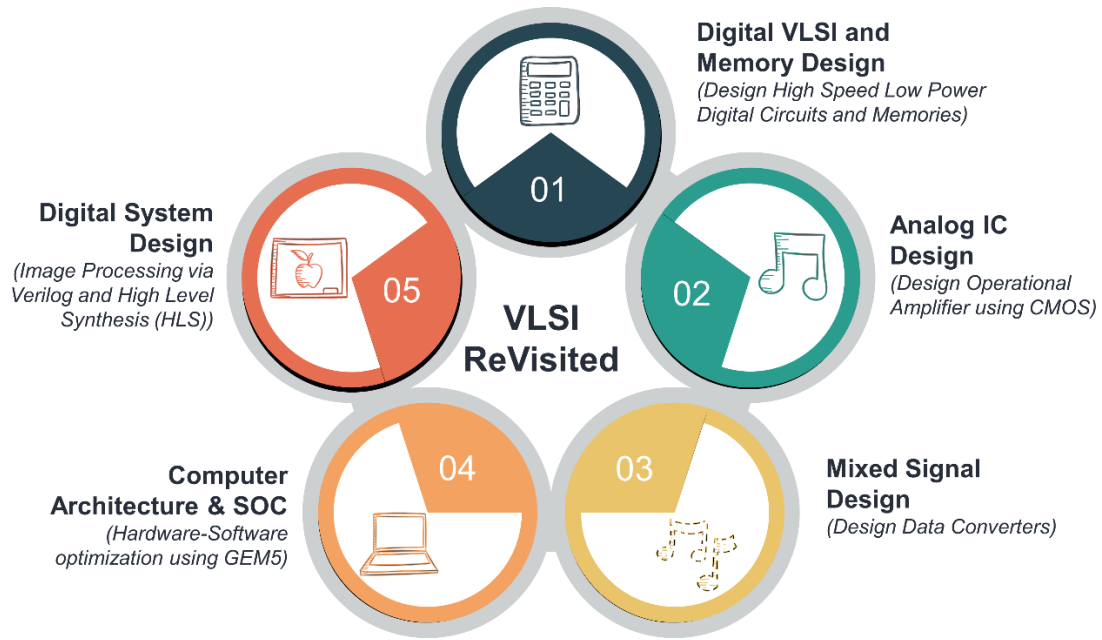 Digital VLSI and
Memory Design
(Design High Speed Low Power
Digital Circuits and Memories)
01
Analog IC
Design
(Design Operational
Amplifier using CMOS)
02
Mixed Signal
Design
(Design Data Converters)
03
Computer
Architecture & SOC
(Hardware-Software
optimization using GEM5)
04
Digital System
Design
(Image Processing via
Verilog and High Level
Synthesis (HLS))
05
VLSI
ReVisited